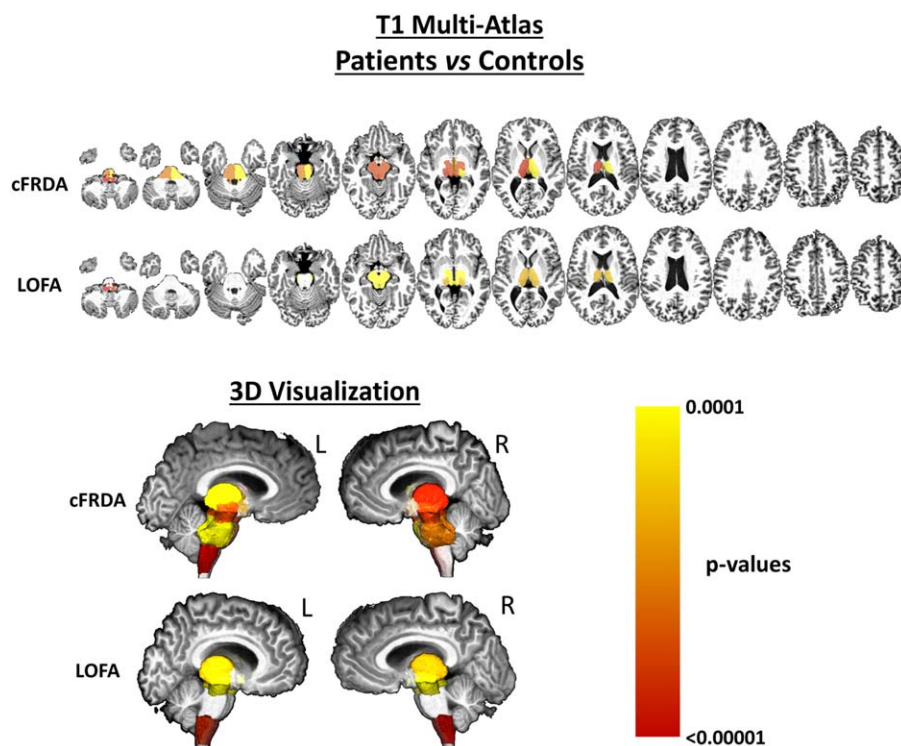 T1 Multi-Atlas
Patients vs Controls
cFRDA
LOFA
3D Visualization
L
R
cFRDA
L
R
LOFA
0.0001
p-values
<0.00001